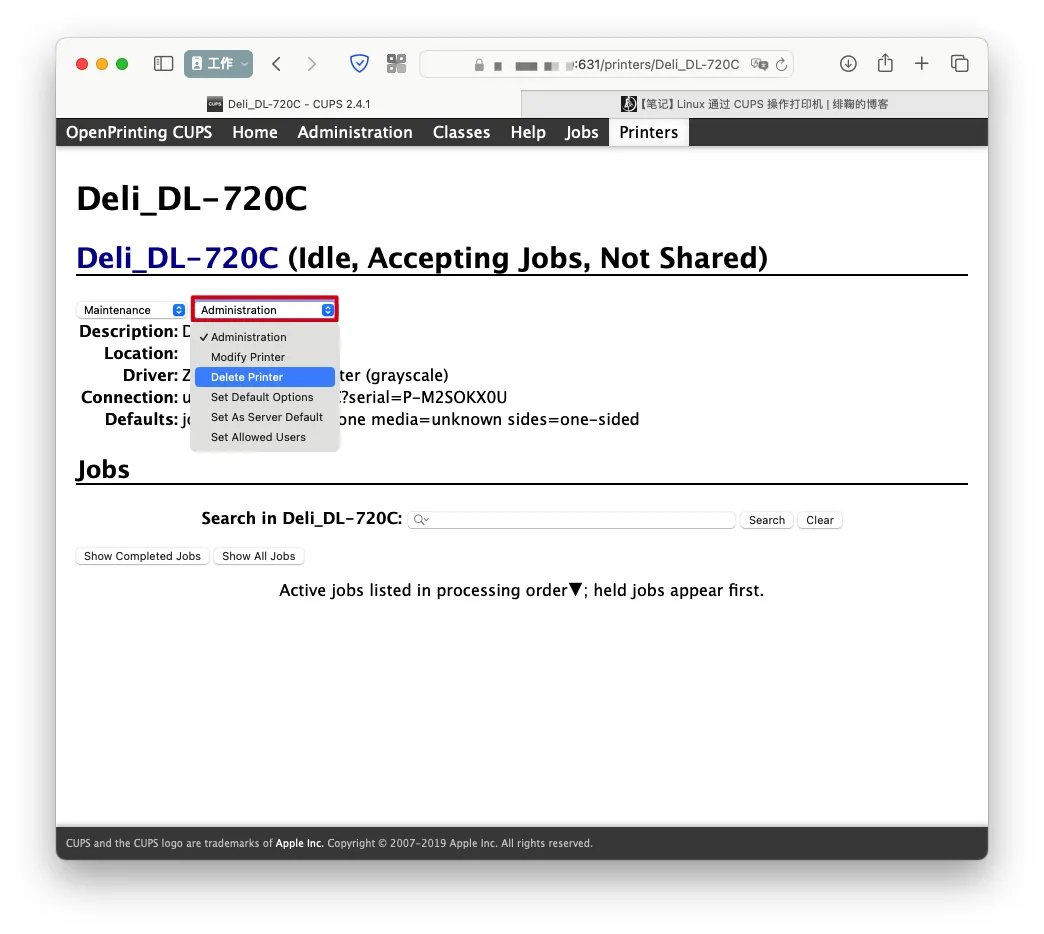 工作
:631/printers/Deli_DL-720C
CUPS Deli_DL-720C - CUPS 2.4.1
【笔记】Linux 通过 CUPS 操作打印机 | 绯鞠的博客
OpenPrinting CUPS Home Administration Classes Help Jobs Printers
Deli_DL-720C
Deli_DL-720C (Idle, Accepting Jobs, Not Shared)
Maintenance Administration
Description: D
✓ Administration
Location:
Modify Printer
Driver: Z ter (grayscale)
Delete Printer
Connection: u ?serial=P-M2SOKX0U
Set Default Options
Defaults: jo one media=unknown sides=one-sided
Set As Server Default
Set Allowed Users
Jobs
Search in Deli_DL-720C: Search Clear
Show Completed Jobs Show All Jobs
Active jobs listed in processing order▼; held jobs appear first.
CUPS and the CUPS logo are trademarks of Apple Inc. Copyright © 2007-2019 Apple Inc. All rights reserved.